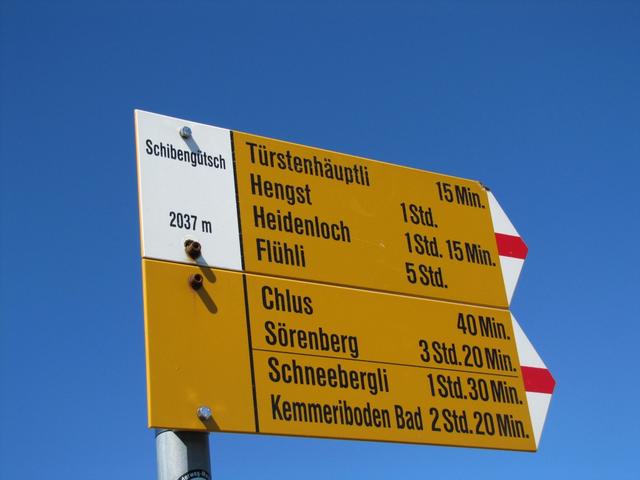 Schibengütsch
2037 m
Türstenhäuptli 15 Min.
Hengst 1 Std.
Heidenloch 1 Std. 15 Min.
Flühli 5 Std.
Chlus 40 Min.
Sörenberg 3 Std. 20 Min.
Schneebergli 1 Std. 30 Min.
Kemmeriboden Bad 2 Std. 20 Min.